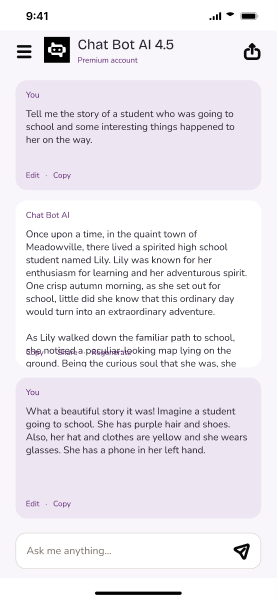 9:41
Chat Bot AI 4.5
Premium account
You
Tell me the story of a student who was going to
school and some interesting things happened to
her on the way.
Edit · Copy
Chat Bot AI
Once upon a time, in the quaint town of
Meadowville, there lived a spirited high school
student named Lily. Lily was known for her
enthusiasm for learning and her adventurous spirit.
One crisp autumn morning, as she set out for
school, little did she know that this ordinary day
would turn into an extraordinary adventure.
As Lily walked down the familiar path to school,
she noticed a peculiar-looking map lying on the
Copy · Share · Regenerate
ground. Being the curious soul that she was, she
You
What a beautiful story it was! Imagine a student
going to school. She has purple hair and shoes.
Also, her hat and clothes are yellow and she wears
glasses. She has a phone in her left hand.
Edit · Copy
Ask me anything...